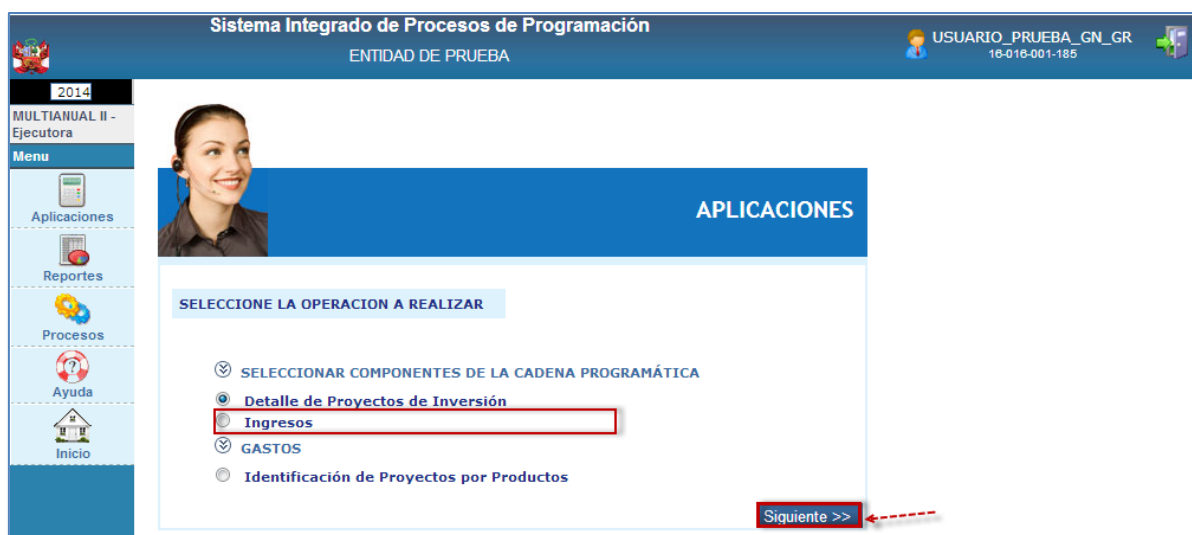 Sistema Integrado de Procesos de Programación
ENTIDAD DE PRUEBA
USUARIO_PRUEBA_GN_GR
16-016-001-185
2014
MULTIANUAL II -
Ejecutora
Menu
Aplicaciones
Reportes
Procesos
Ayuda
Inicio
APLICACIONES
SELECCIONE LA OPERACION A REALIZAR
SELECCIONAR COMPONENTES DE LA CADENA PROGRAMÁTICA
Detalle de Proyectos de Inversión
Ingresos
GASTOS
Identificación de Proyectos por Productos
Siguiente >>